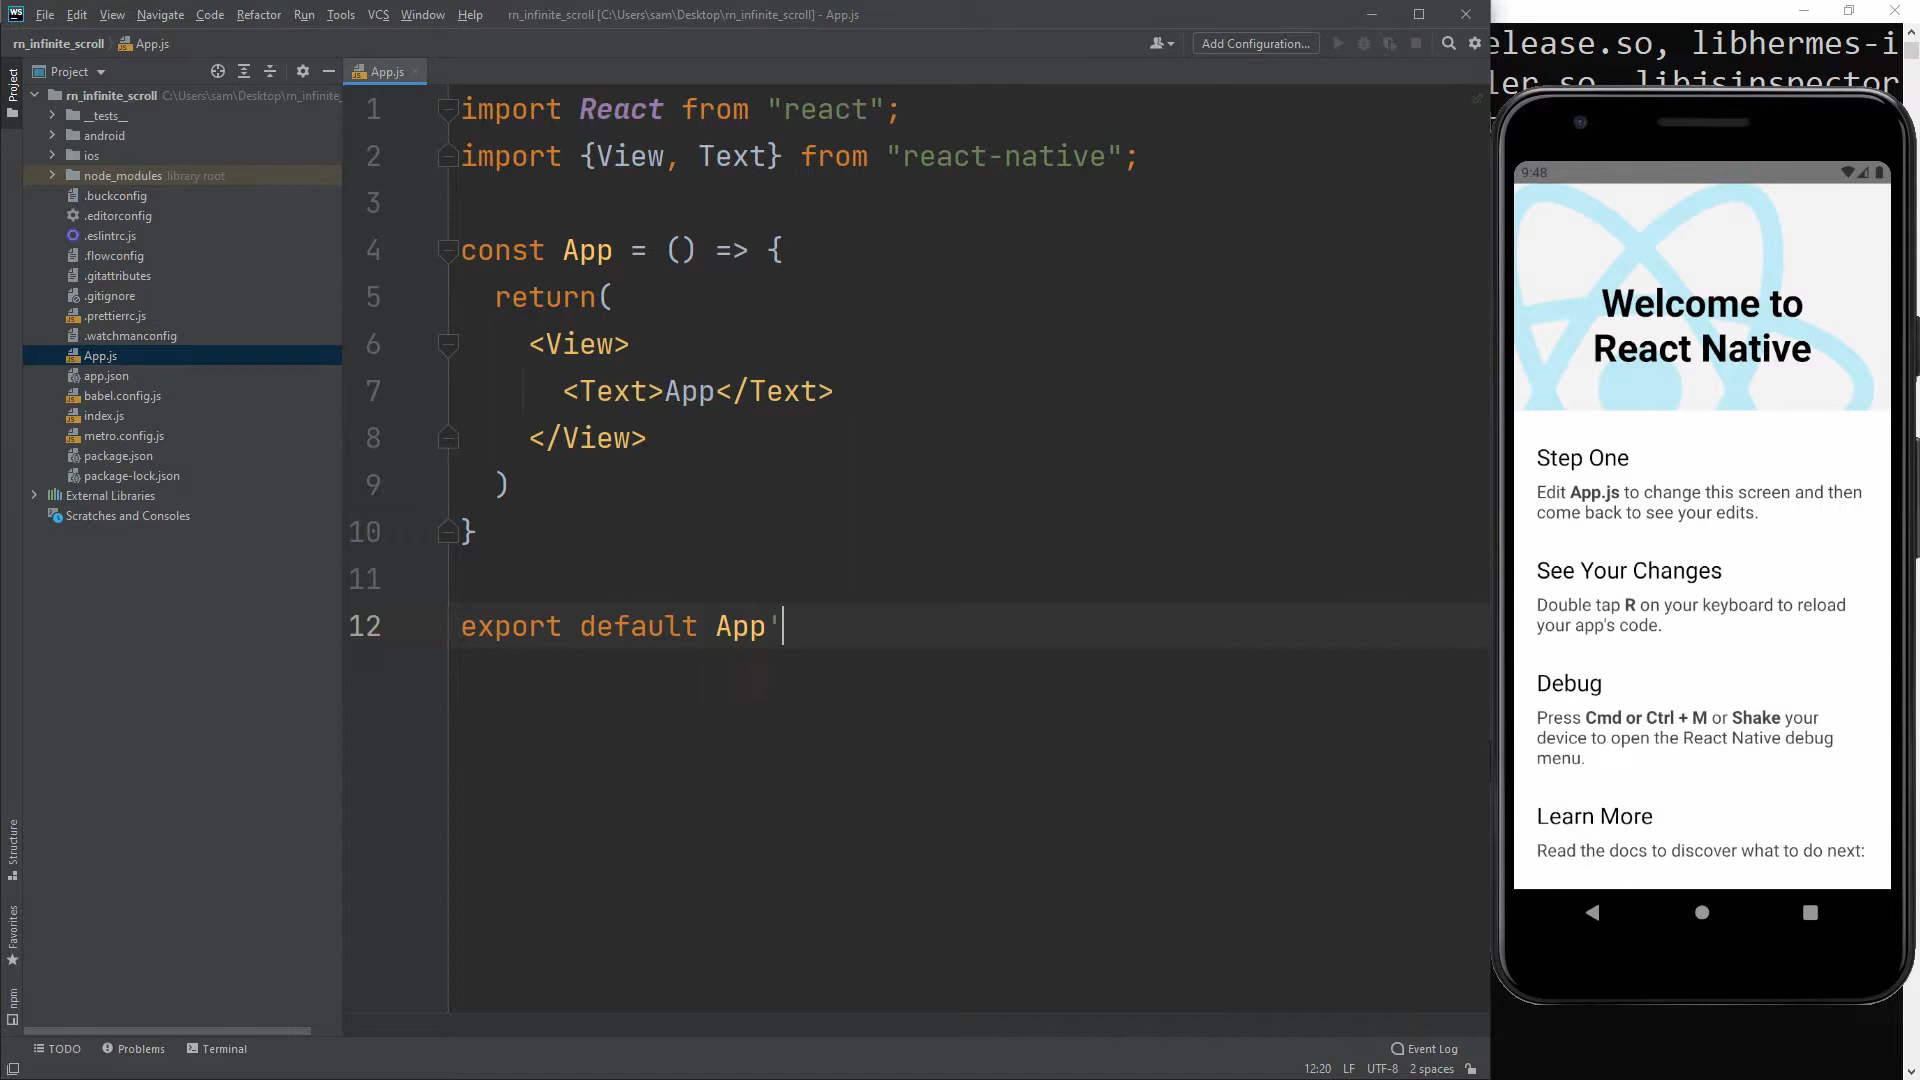 WS File Edit View Navigate Code Refactor Run Tools VCS Window Help rn_infinite_scroll [C:\Users\sam\Desktop\rn_infinite_scroll] - App.js
rn_infinite_scroll App.js
Add Configuration...
Project
Project
App.js
rn_infinite_scroll C:\Users\sam\Desktop\rn_infinite_
__tests__
android
ios
node_modules library root
.buckconfig
.editorconfig
.eslintrc.js
.flowconfig
.gitattributes
.gitignore
.prettierrc.js
.watchmanconfig
App.js
app.json
babel.config.js
index.js
metro.config.js
package.json
package-lock.json
External Libraries
Scratches and Consoles
Structure
Favorites
npm
1 import React from "react";
2 import {View, Text} from "react-native";
3
4 const App = () => {
5 return(
6 <View>
7 <Text>App</Text>
8 </View>
9 )
10 }
11
12 export default App'
TODO Problems Terminal
Event Log
12:20 LF UTF-8 2 spaces
elease.so, libhermes-i
ler.so, libjsinspector
9:48
Welcome to
React Native
Step One
Edit App.js to change this screen and then
come back to see your edits.
See Your Changes
Double tap R on your keyboard to reload
your app's code.
Debug
Press Cmd or Ctrl + M or Shake your
device to open the React Native debug
menu.
Learn More
Read the docs to discover what to do next: